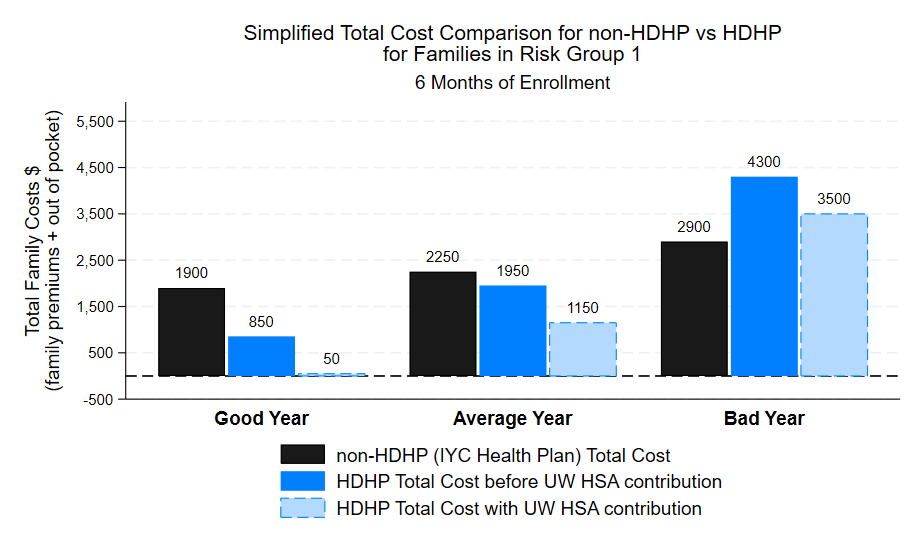 Simplified Total Cost Comparison for non-HDHP vs HDHP
for Families in Risk Group 1
6 Months of Enrollment
Total Family Costs $
(family premiums + out of pocket)
5,500
4,500
3,500
2,500
1,500
500
-500
1900
850
50
2250
1950
1150
2900
4300
3500
Good Year
Average Year
Bad Year
non-HDHP (IYC Health Plan) Total Cost
HDHP Total Cost before UW HSA contribution
HDHP Total Cost with UW HSA contribution